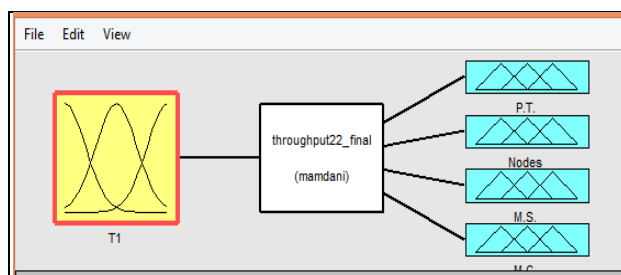 File Edit View
throughput22_final
(mamdani)
T1
P.T.
Nodes
M.S.